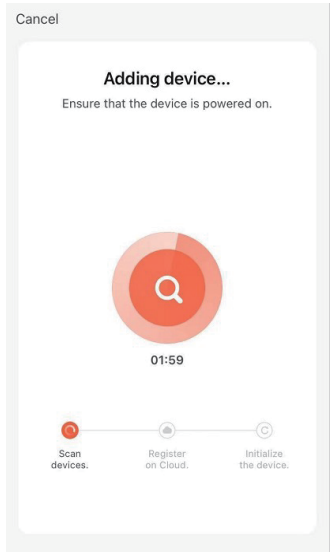 Cancel
Adding device...
Ensure that the device is powered on.
01:59
Scan
devices.
Register
on Cloud.
Initialize
the device.